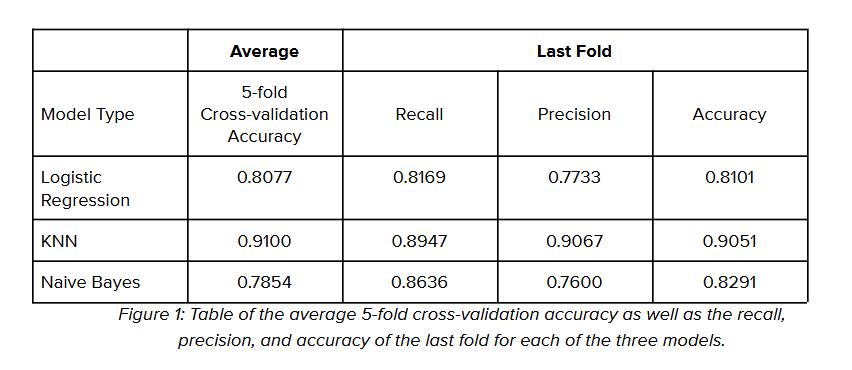 Average Last Fold
Model Type 5-fold Cross-validation Accuracy Recall Precision Accuracy
Logistic Regression 0.8077 0.8169 0.7733 0.8101
KNN 0.9100 0.8947 0.9067 0.9051
Naive Bayes 0.7854 0.8636 0.7600 0.8291
Figure 1: Table of the average 5-fold cross-validation accuracy as well as the recall,
precision, and accuracy of the last fold for each of the three models.